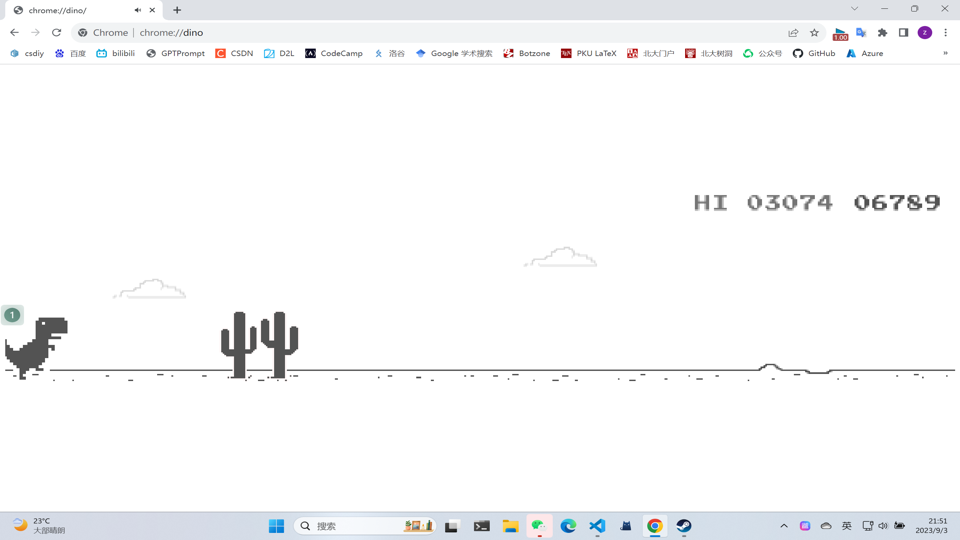 chrome://dino/
Chrome | chrome://dino
1.00
z
csdiy 百度 bilibili GPTPrompt CSDN D2L CodeCamp 洛谷 Google 学术搜索 Botzone PKU LaTeX 北大门户 北大树洞 公众号 GitHub Azure »
HI 03074 06789
1
23°C
大部晴朗
搜索
英
21:51
2023/9/3